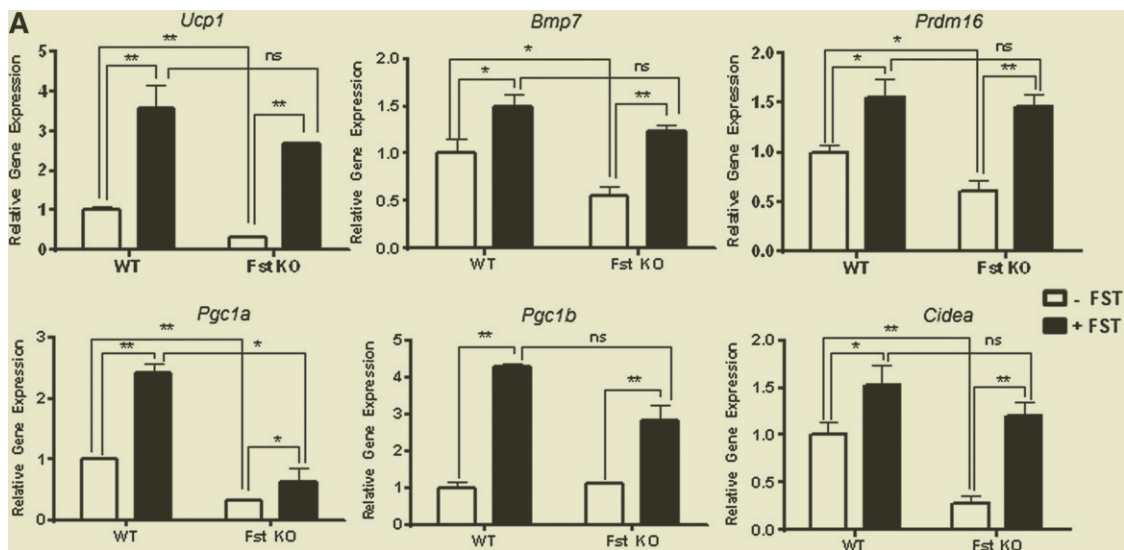 A
Ucp1
Relative Gene Expression
5
4
2
1
0
**
**
ns
**
WT
Fst KO
Bmp7
Relative Gene Expression
2.0
1.5
1.0
0.5
0.0
*
*
ns
**
WT
Fst KO
Prdm16
Relative Gene Expression
2.0
1.5
1.0
0.5
0.0
*
*
ns
**
WT
Fst KO
Pgc1a
Relative Gene Expression
3
2
1
0
**
**
*
*
WT
Fst KO
Pgc1b
Relative Gene Expression
5
4
2
1
0
**
ns
**
WT
Fst KO
- FST
+ FST
Cidea
Relative Gene Expression
2.0
1.5
1.0
0.5
0.0
**
*
ns
**
WT
Fst KO